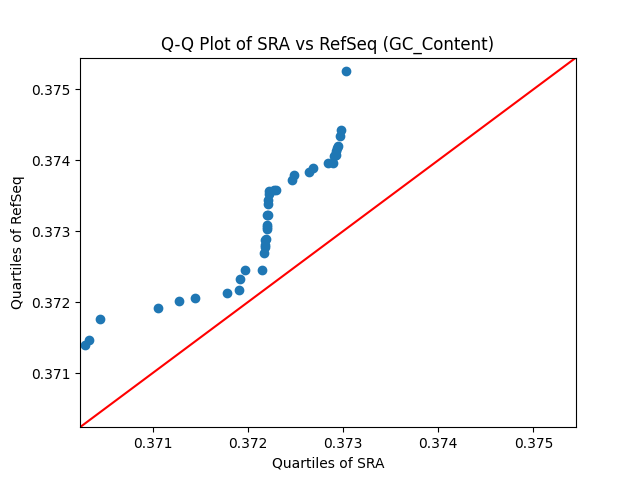 Q-Q Plot of SRA vs RefSeq (GC_Content)
0.375
0.374
0.373
0.372
0.371
Quartiles of RefSeq
0.371 0.372 0.373 0.374 0.375
Quartiles of SRA